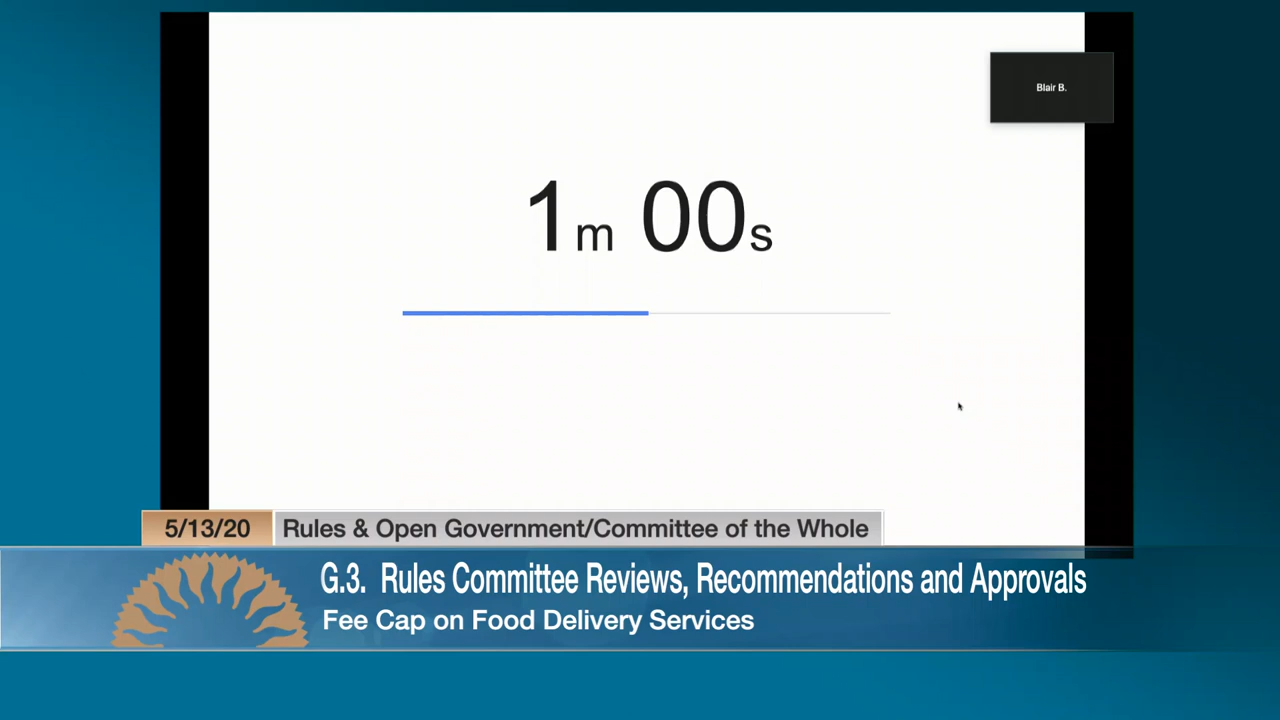 Blair B.
1m 00s
5/13/20
Rules & Open Government/Committee of the Whole
G.3. Rules Committee Reviews, Recommendations and Approvals
Fee Cap on Food Delivery Services